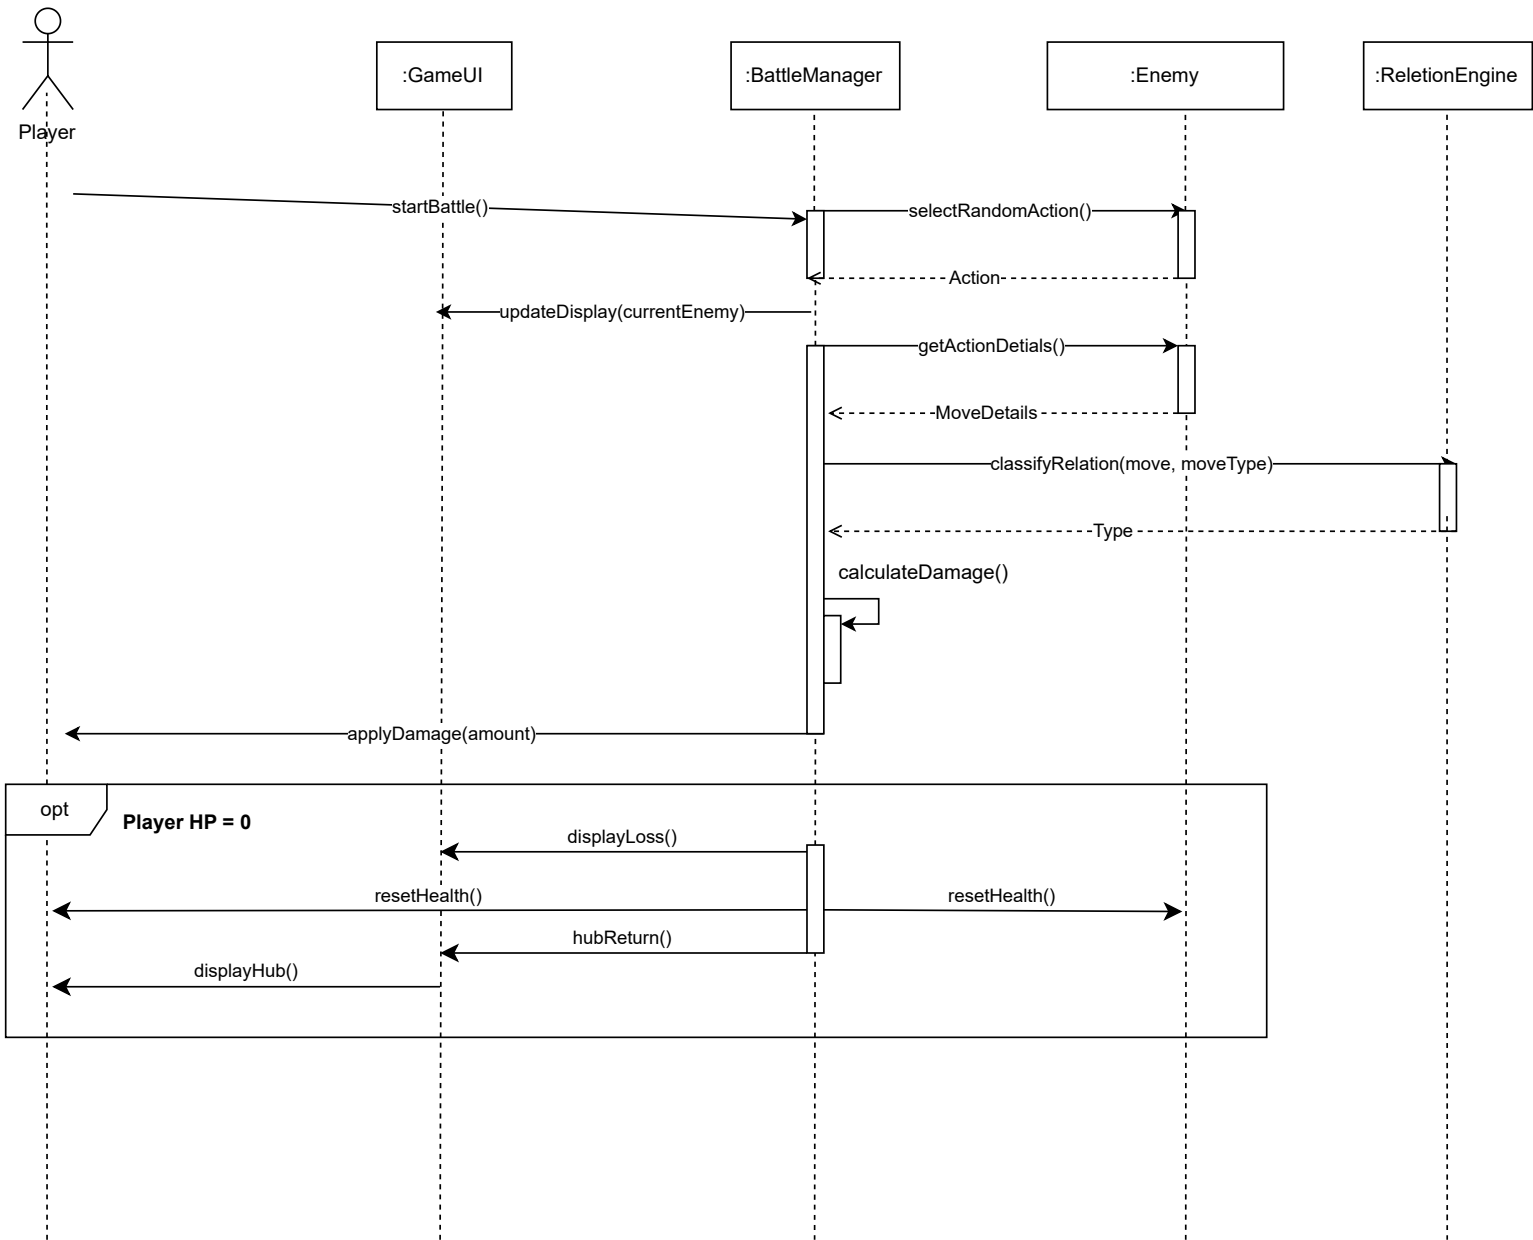 Player
:GameUI
:BattleManager
:Enemy
:ReletionEngine
startBattle()
selectRandomAction()
Action
updateDisplay(currentEnemy)
getActionDetials()
MoveDetails
classifyRelation(move, moveType)
Type
calculateDamage()
applyDamage(amount)
opt
Player HP = 0
displayLoss()
resetHealth()
resetHealth()
hubReturn()
displayHub()